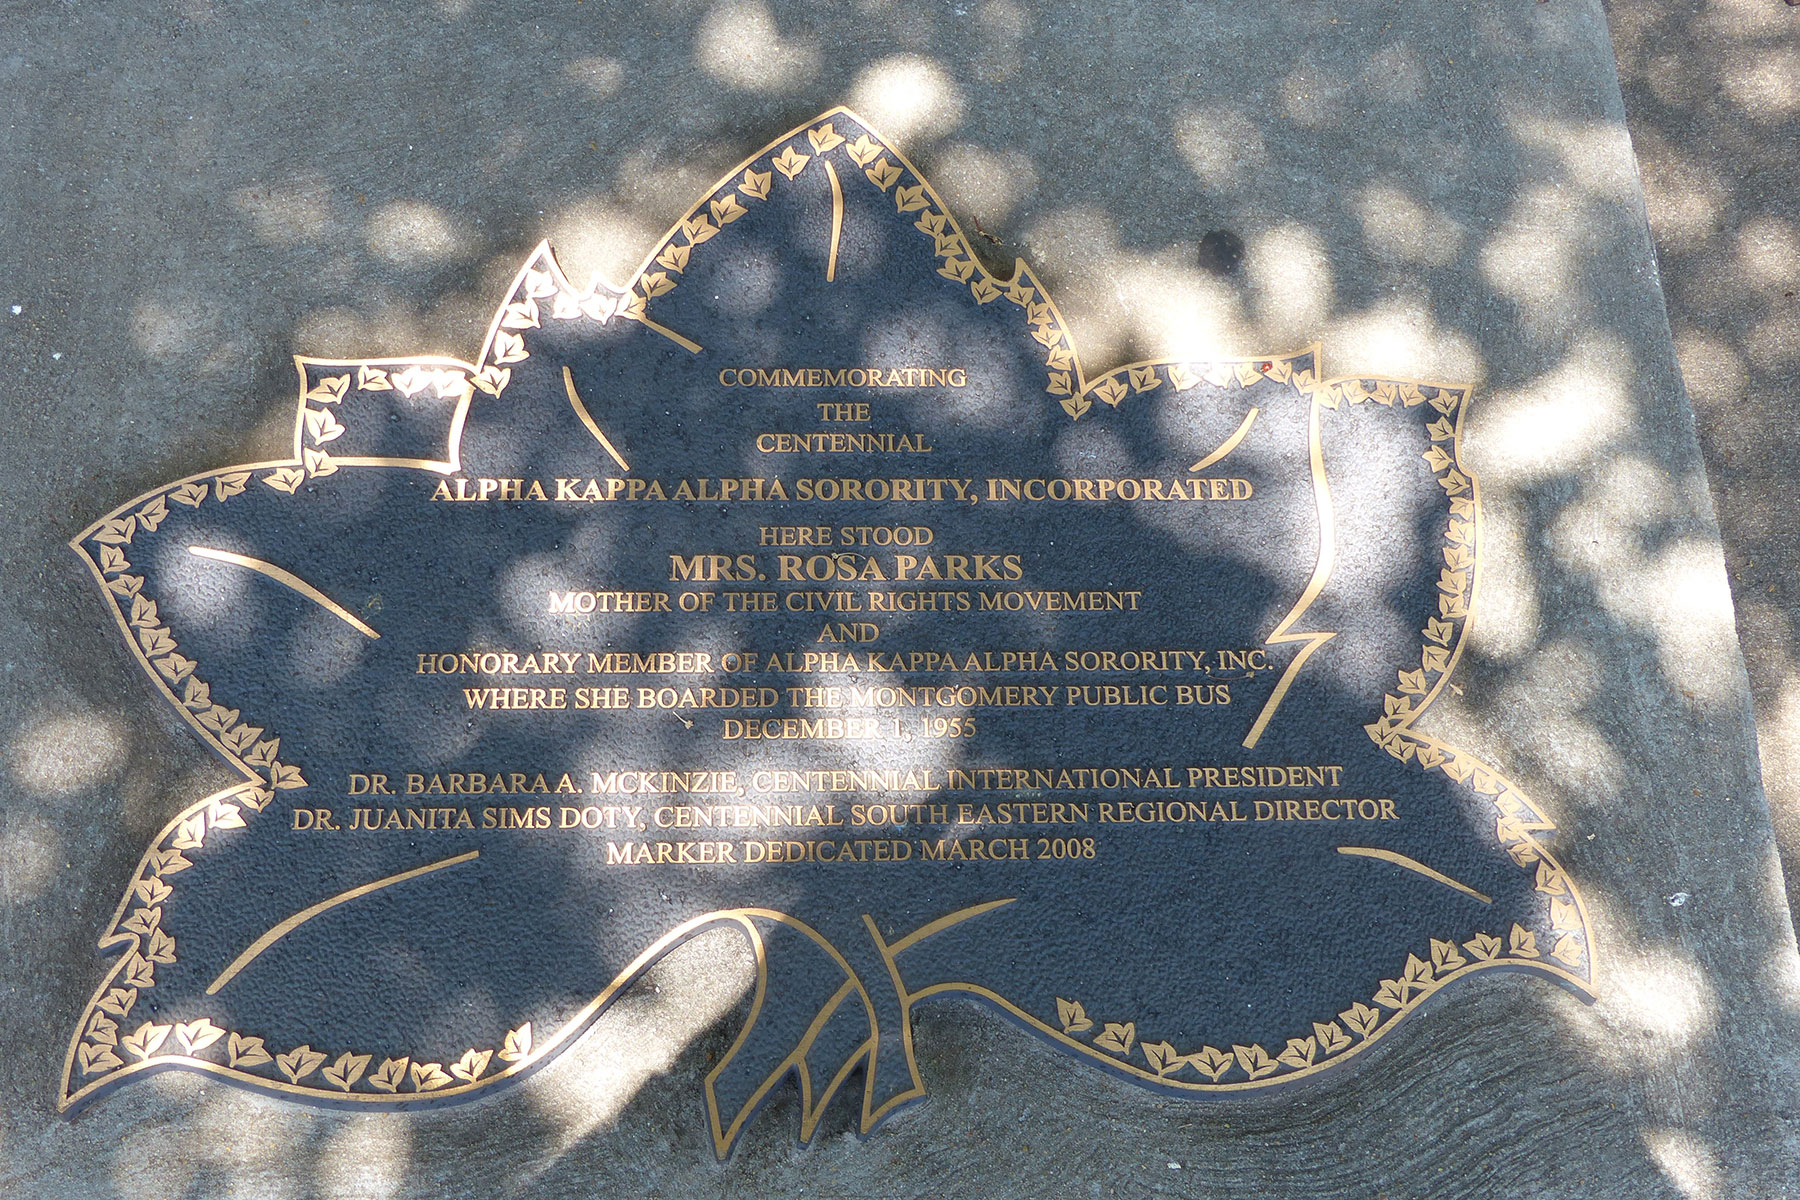 COMMEMORATING
THE
CENTENNIAL
ALPHA KAPPA ALPHA SORORITY, INCORPORATED
HERE STOOD
MRS. ROSA PARKS
MOTHER OF THE CIVIL RIGHTS MOVEMENT
AND
HONORARY MEMBER OF ALPHA KAPPA ALPHA SORORITY, INC.
WHERE SHE BOARDED THE MONTGOMERY PUBLIC BUS
DECEMBER 1, 1955
DR. BARBARA A. MCKINZIE, CENTENNIAL INTERNATIONAL PRESIDENT
DR. JUANITA SIMS DOTY, CENTENNIAL SOUTH EASTERN REGIONAL DIRECTOR
MARKER DEDICATED MARCH 2008